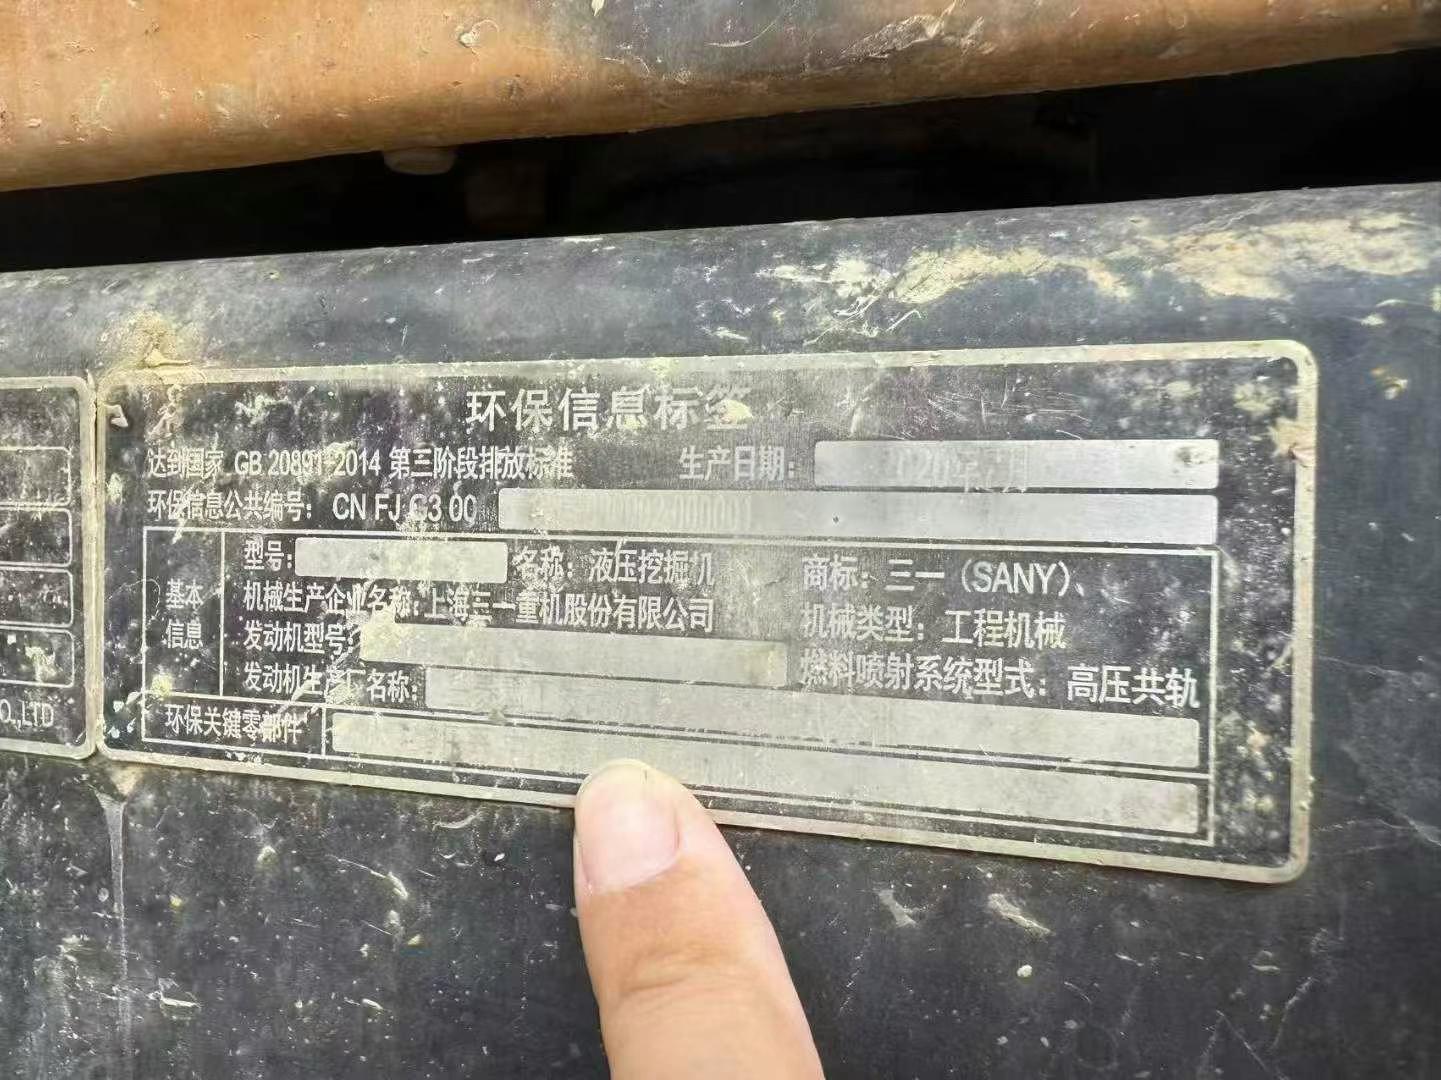 环保信息标签
达到国家 GB 20891-2014 第三阶段排放标准 生产日期:
环保信息公共编号: CN FJ G3 00
基本信息
型号: 名称: 液压挖掘机 商标: 三一 (SANY)、
机械生产企业名称: 上海三一重机股份有限公司 机械类型: 工程机械
发动机型号: 燃料喷射系统型式: 高压共轨
发动机生产厂名称:
环保关键零部件
O.,LTD